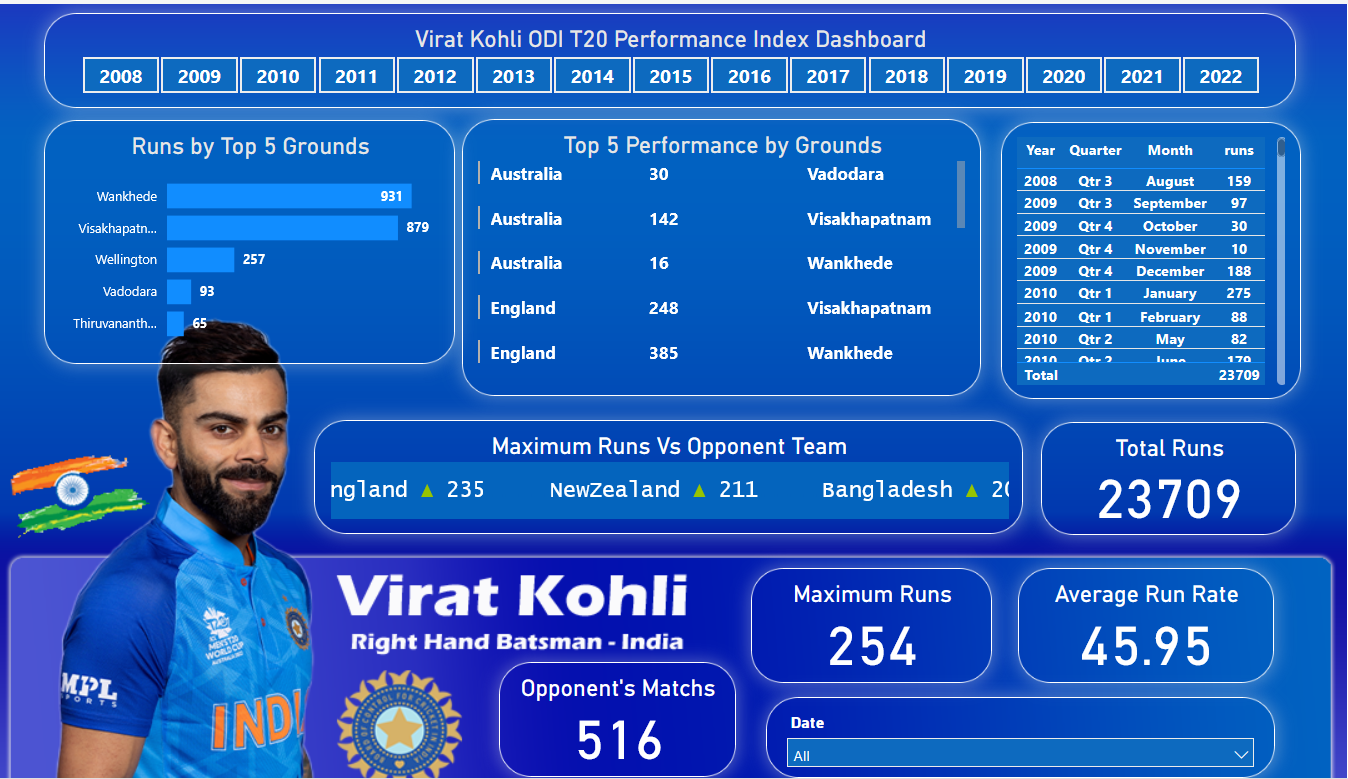 Virat Kohli ODI T20 Performance Index Dashboard
2008 2009 2010 2011 2012 2013 2014 2015 2016 2017 2018 2019 2020 2021 2022
Runs by Top 5 Grounds
Wankhede 931
Visakhapatn... 879
Wellington 257
Vadodara 93
Thiruvananth... 65
Top 5 Performance by Grounds
Australia 30 Vadodara
Australia 142 Visakhapatnam
Australia 16 Wankhede
England 248 Visakhapatnam
England 385 Wankhede
Year Quarter Month runs
2008 Qtr 3 August 159
2009 Qtr 3 September 97
2009 Qtr 4 October 30
2009 Qtr 4 November 10
2009 Qtr 4 December 188
2010 Qtr 1 January 275
2010 Qtr 1 February 88
2010 Qtr 2 May 82
2010 Qtr 2 June 179
Total 23709
Maximum Runs Vs Opponent Team
ngland ▲ 235 NewZealand ▲ 211 Bangladesh ▲ 20
Total Runs
23709
Virat Kohli
Right Hand Batsman - India
Maximum Runs
254
Average Run Rate
45.95
Opponent's Matchs
516
Date
All
ICC
MEN'S T20
WORLD CUP
AUSTRALIA 2022
MPL
SPORTS
INDI